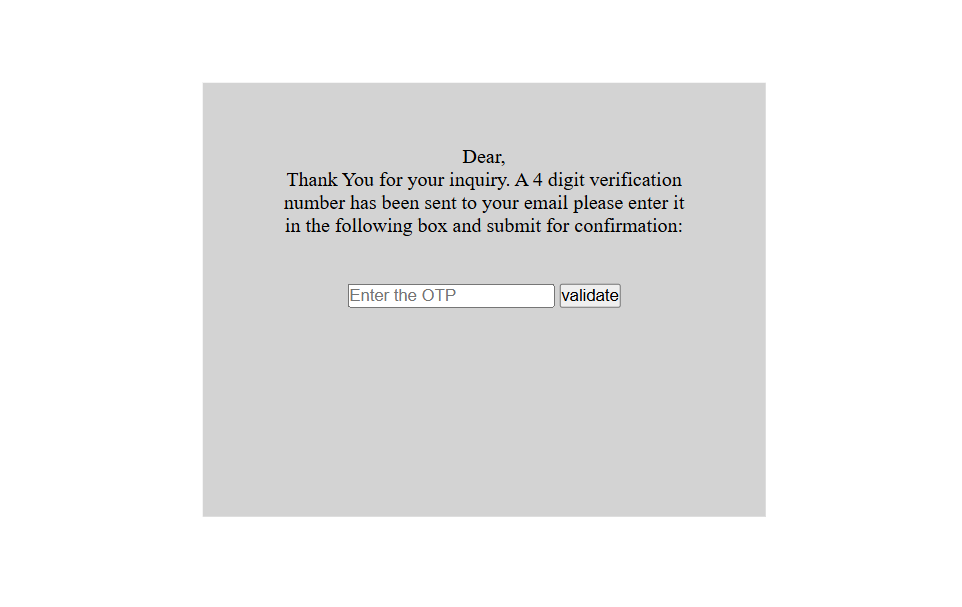 Dear,
Thank You for your inquiry. A 4 digit verification
number has been sent to your email please enter it
in the following box and submit for confirmation:
Enter the OTP validate